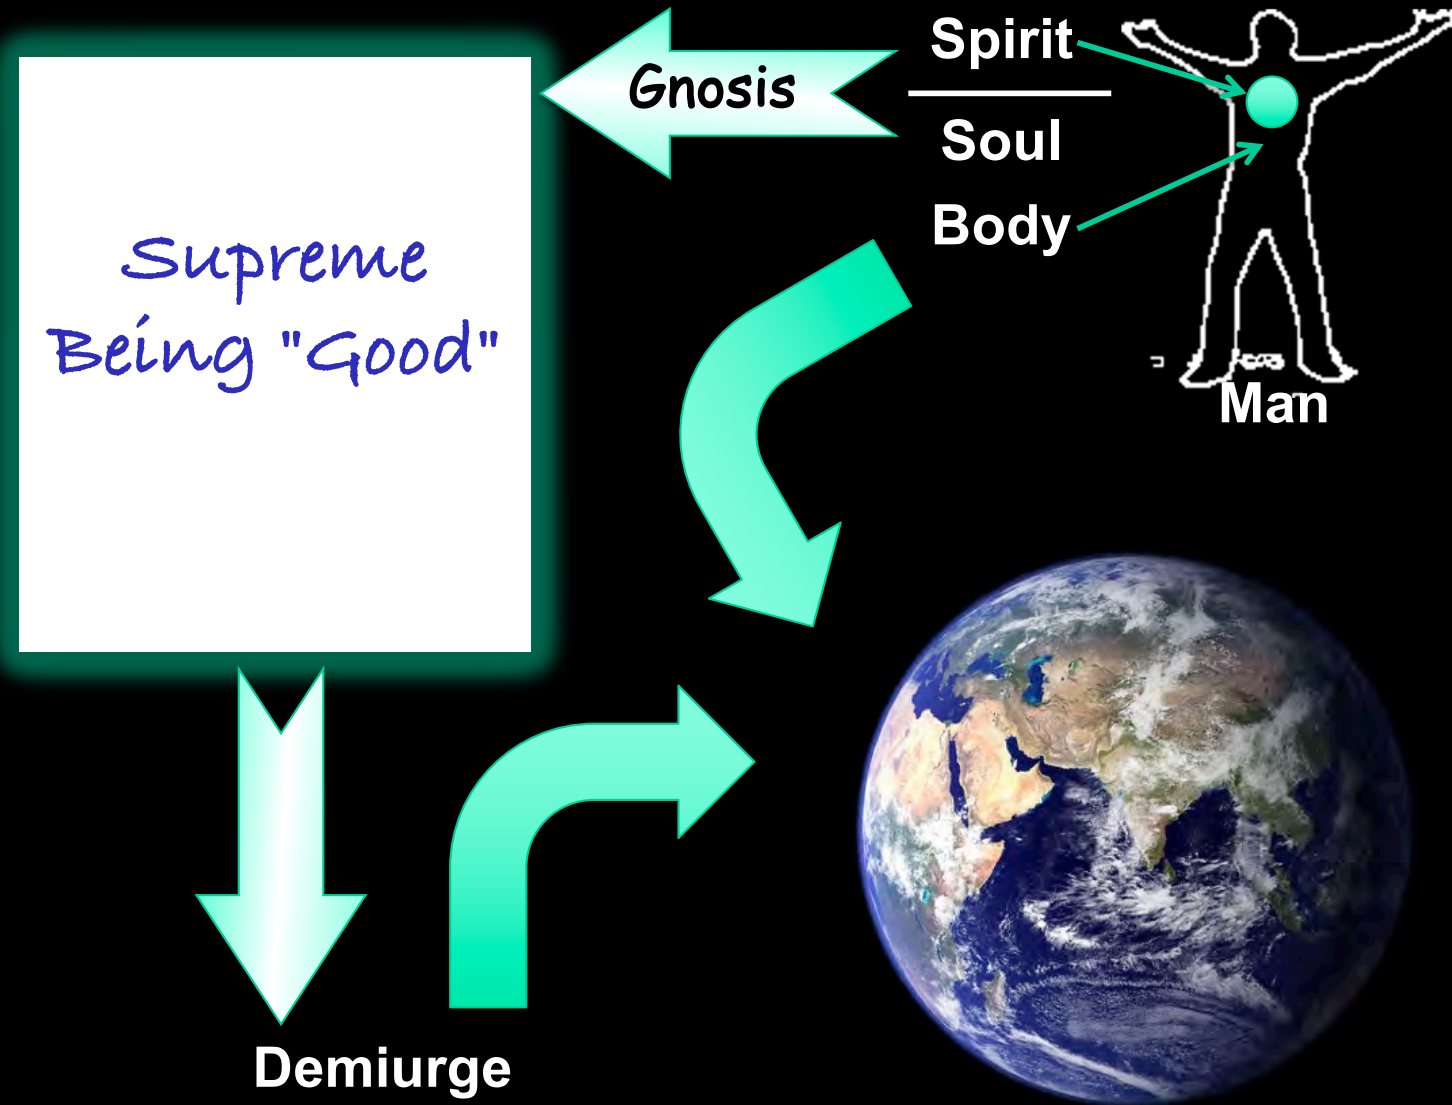 Supreme
Being "Good"
Gnosis
Spirit
Soul
Body
Man
Demiurge